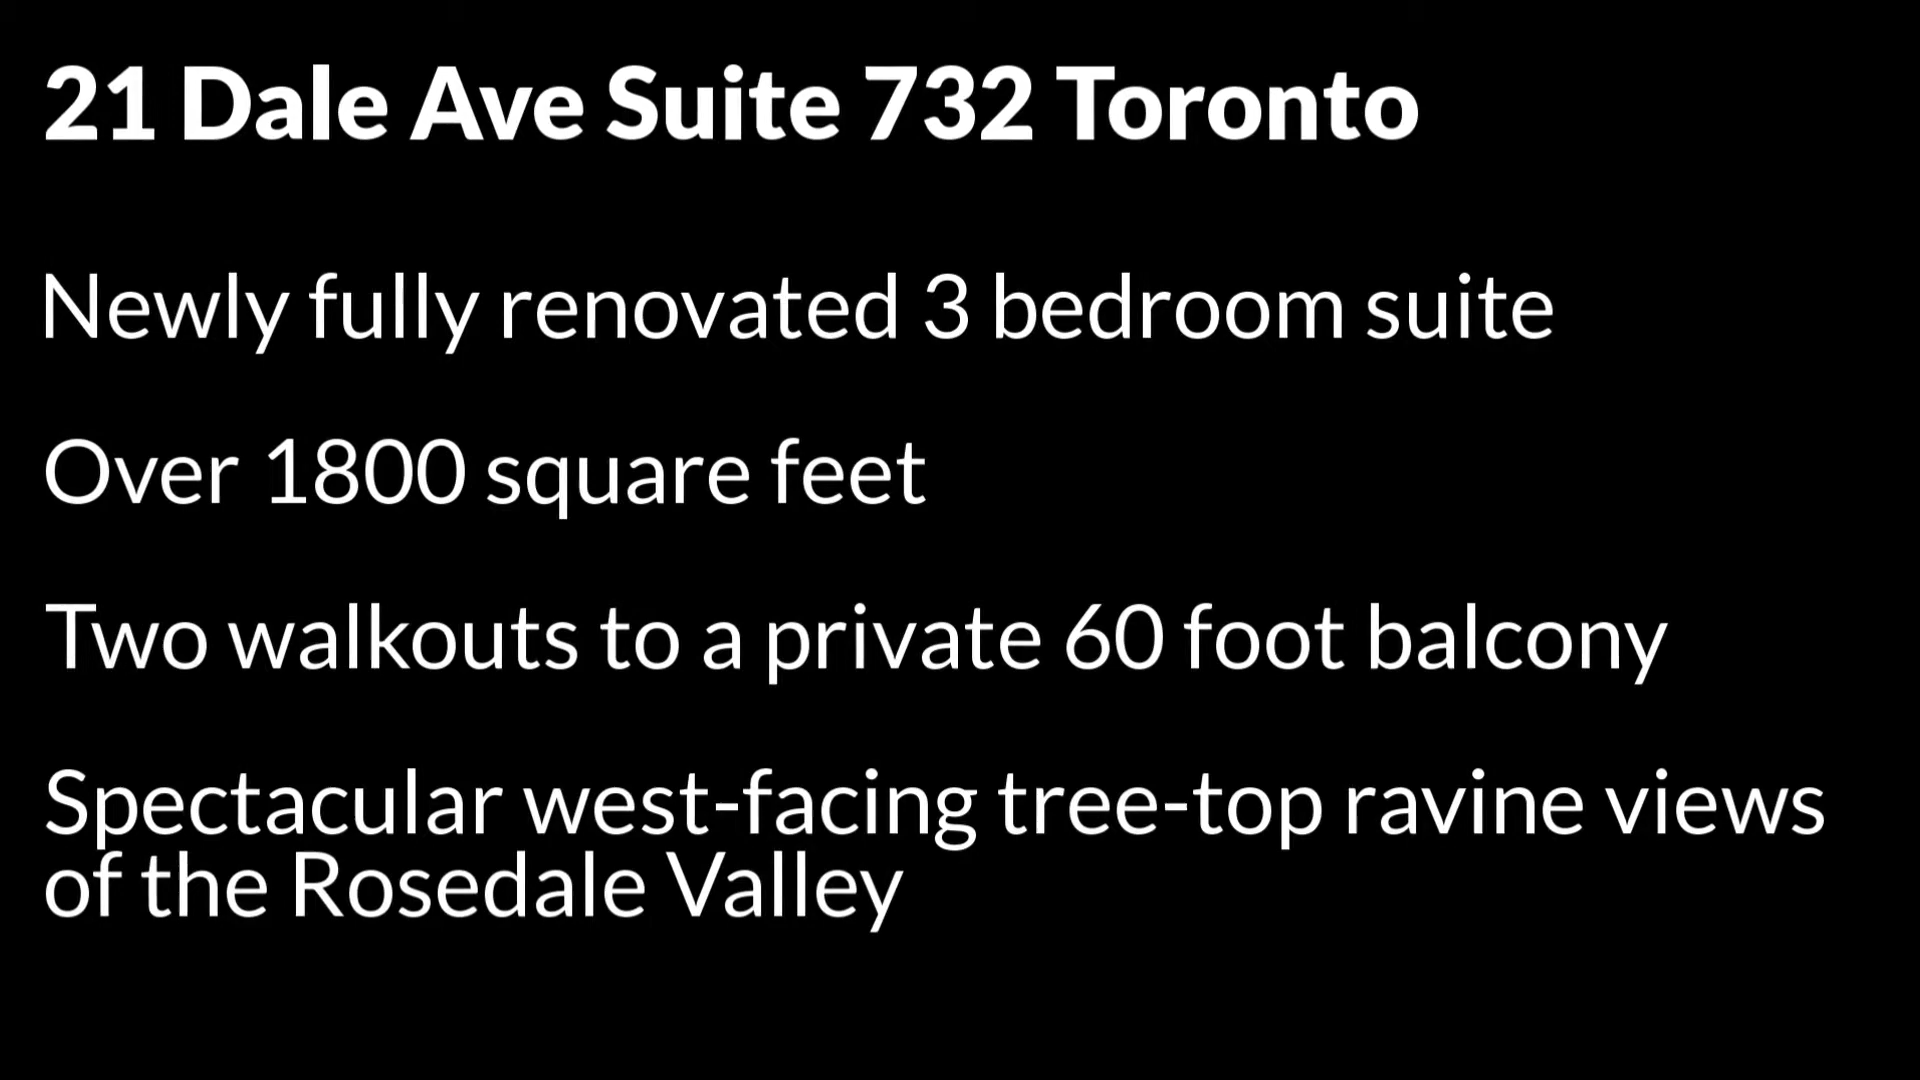 21 Dale Ave Suite 732 Toronto
Newly fully renovated 3 bedroom suite
Over 1800 square feet
Two walkouts to a private 60 foot balcony
Spectacular west-facing tree-top ravine views
of the Rosedale Valley